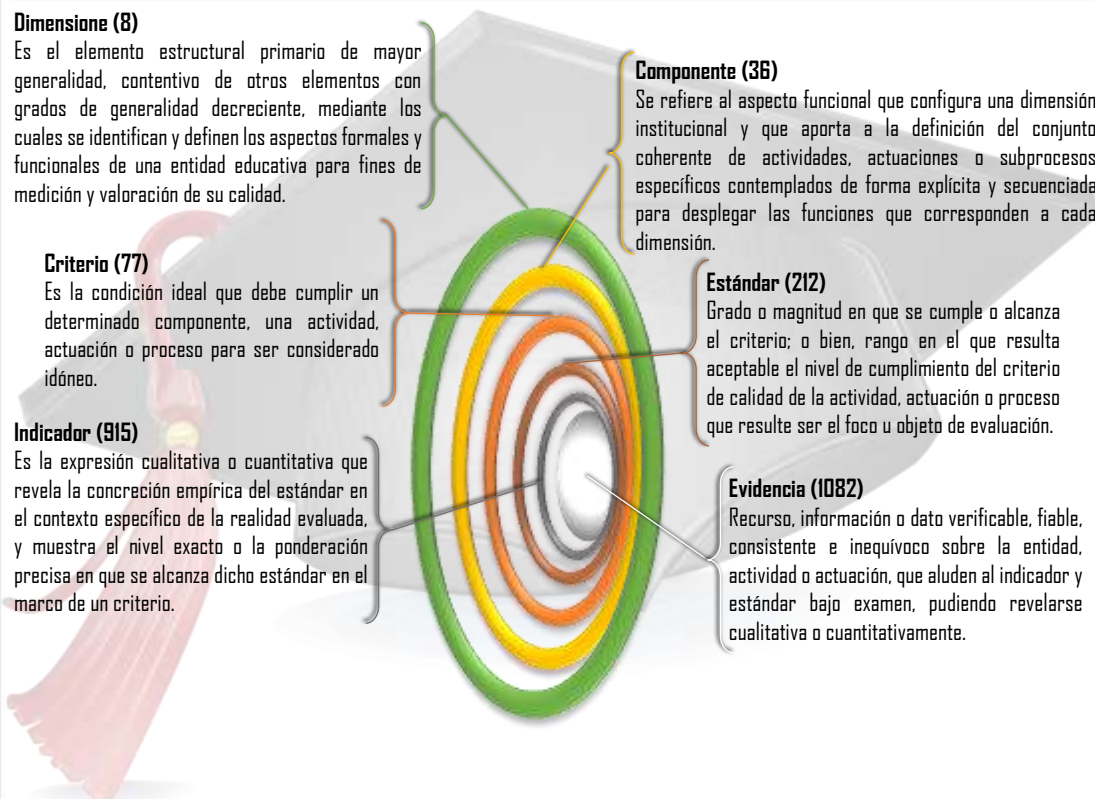 Dimensione (8)
Es el elemento estructural primario de mayor
generalidad, contentivo de otros elementos con
grados de generalidad decreciente, mediante los
cuales se identifican y definen los aspectos formales y
funcionales de una entidad educativa para fines de
medición y valoración de su calidad.
Componente (36)
Se refiere al aspecto funcional que configura una dimensión
institucional y que aporta a la definición del conjunto
coherente de actividades, actuaciones o subprocesos
específicos contemplados de forma explícita y secuenciada
para desplegar las funciones que corresponden a cada
dimensión.
Criterio (77)
Es la condición ideal que debe cumplir un
determinado componente, una actividad,
actuación o proceso para ser considerado
idóneo.
Estándar (212)
Grado o magnitud en que se cumple o alcanza
el criterio; o bien, rango en el que resulta
aceptable el nivel de cumplimiento del criterio
de calidad de la actividad, actuación o proceso
que resulte ser el foco u objeto de evaluación.
Indicador (915)
Es la expresión cualitativa o cuantitativa que
revela la concreción empírica del estándar en
el contexto específico de la realidad evaluada,
y muestra el nivel exacto o la ponderación
precisa en que se alcanza dicho estándar en el
marco de un criterio.
Evidencia (1082)
Recurso, información o dato verificable, fiable,
consistente e inequívoco sobre la entidad,
actividad o actuación, que aluden al indicador y
estándar bajo examen, pudiendo revelarse
cualitativa o cuantitativamente.